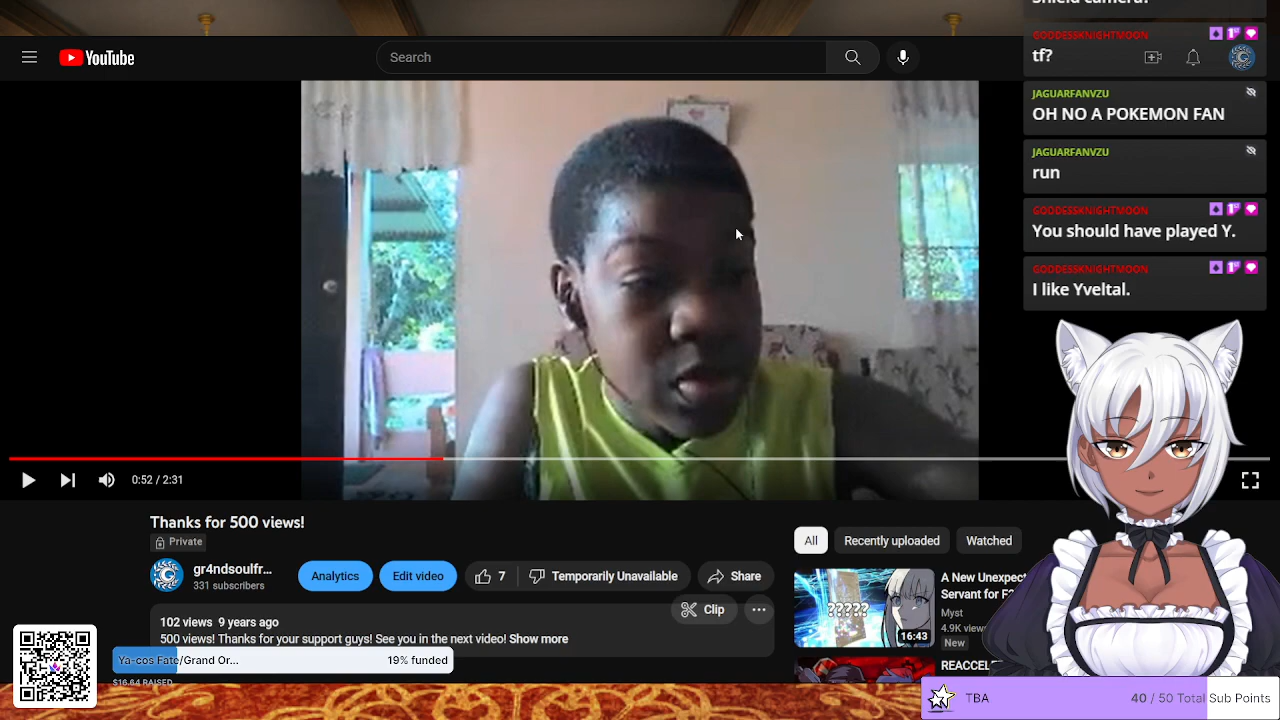 Shield camera!
YouTube
Search
GODDESSKNIGHTMOON
tf?
JAGUARFANVZU
OH NO A POKEMON FAN
JAGUARFANVZU
run
GODDESSKNIGHTMOON
You should have played Y.
GODDESSKNIGHTMOON
I like Yveltal.
0:52 / 2:31
Thanks for 500 views!
Private
gr4ndsoulfr...
331 subscribers
Analytics
Edit video
7
Temporarily Unavailable
Share
Clip
102 views 9 years ago
500 views! Thanks for your support guys! See you in the next video! Show more
All
Recently uploaded
Watched
?????
16:43
A New Unexpect
Servant for F
Myst
4.9K view
New
REACCELE
Ya-cos Fate/Grand Or...
19% funded
$16.64 RAISED
TBA
40 / 50 Total Sub Points